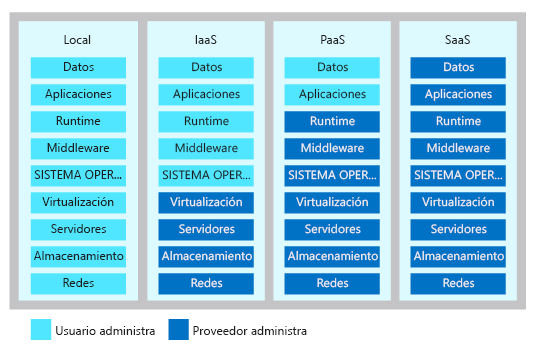 Local
Datos
Aplicaciones
Runtime
Middleware
SISTEMA OPER...
Virtualización
Servidores
Almacenamiento
Redes
IaaS
Datos
Aplicaciones
Runtime
Middleware
SISTEMA OPER...
Virtualización
Servidores
Almacenamiento
Redes
PaaS
Datos
Aplicaciones
Runtime
Middleware
SISTEMA OPER...
Virtualización
Servidores
Almacenamiento
Redes
SaaS
Datos
Aplicaciones
Runtime
Middleware
SISTEMA OPER...
Virtualización
Servidores
Almacenamiento
Redes
Usuario administra
Proveedor administra